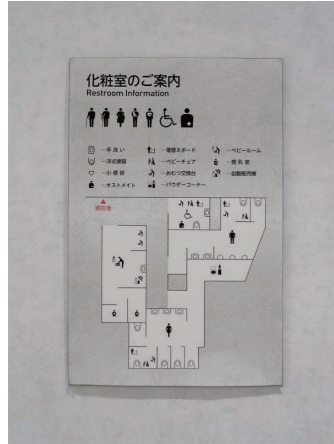 化粧室のご案内
Restroom Information
…手 洗 い
…着替えボード
…ベビールーム
…洋式便器
…ベビーチェア
…授 乳 室
…小 便 器
…おむつ交換台
…自動販売機
…オストメイト
…パウダーコーナー
現在地